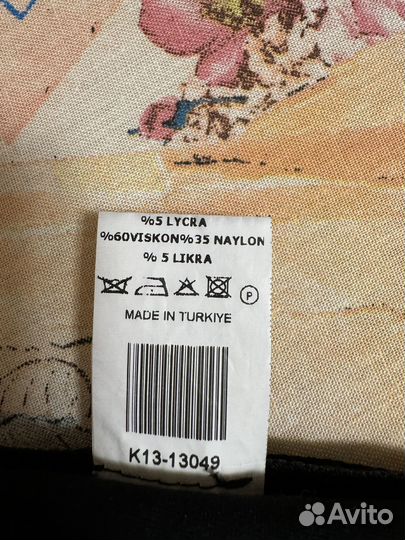 %5 LYCRA
%60VISKON%35 NAYLON
% 5 LIKRA
P
MADE IN TURKIYE
K13-13049
Avito